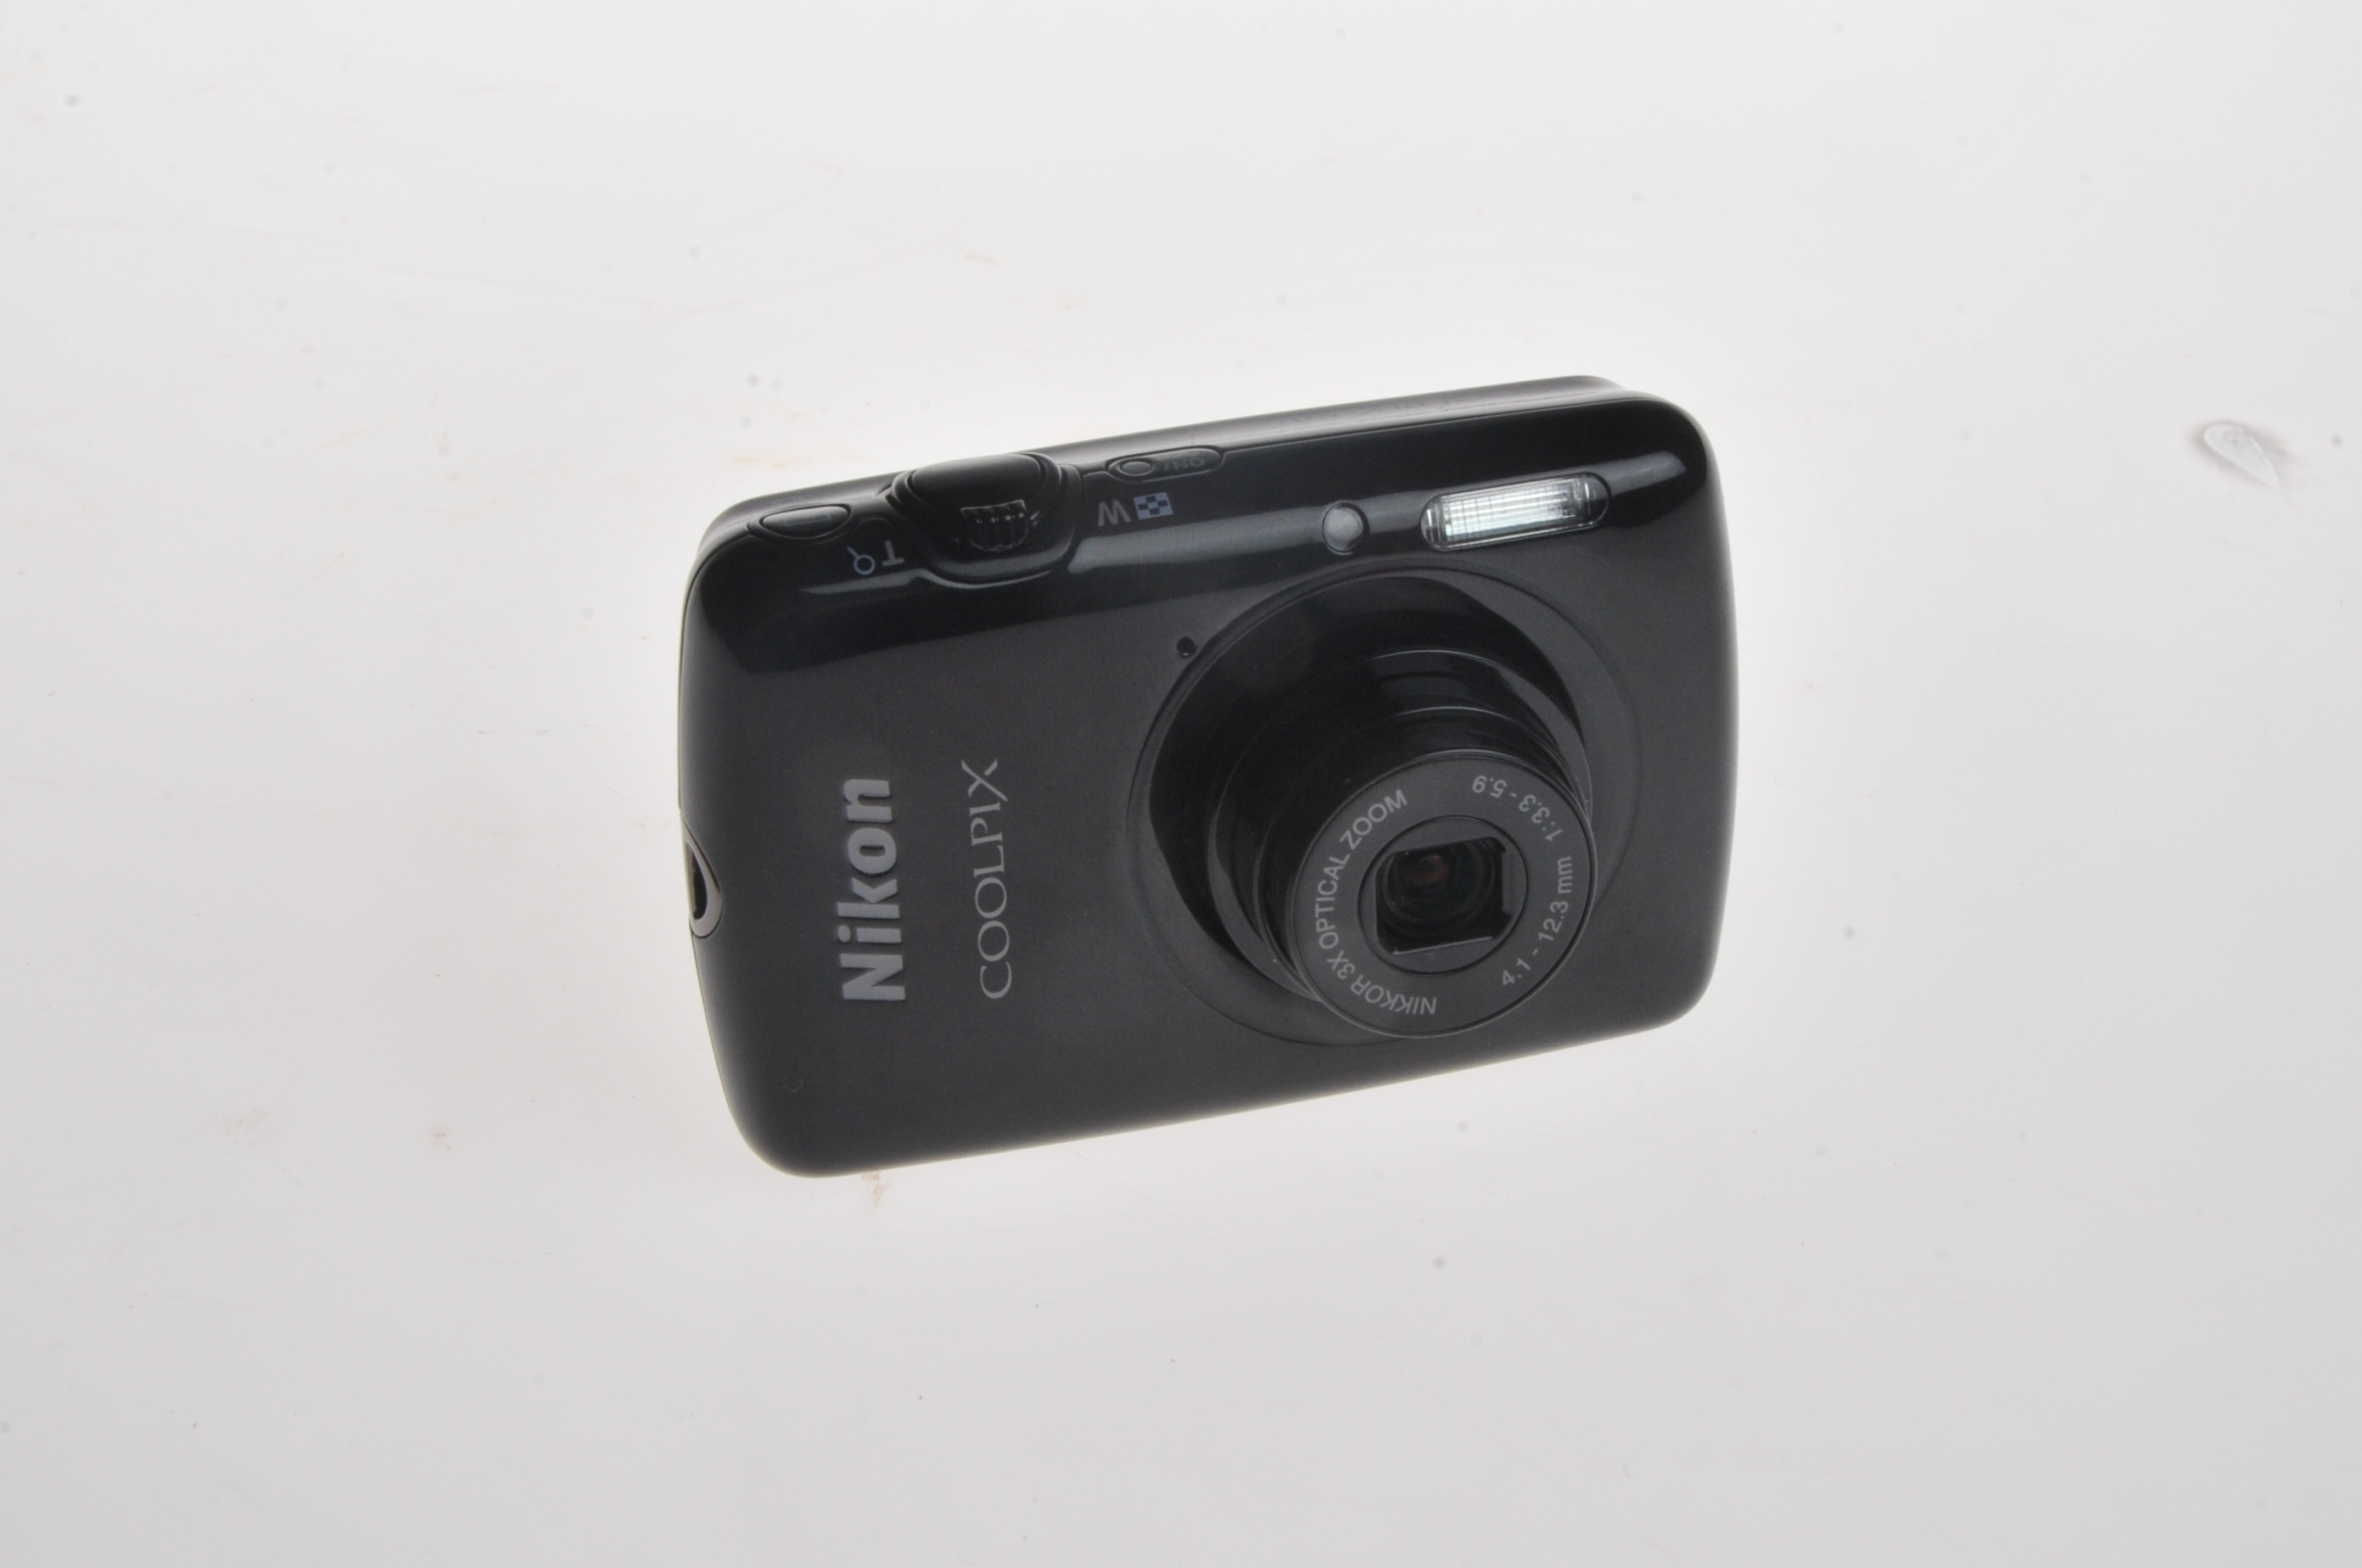 Nikon
COOLPIX
NIKKOR 3X OPTICAL ZOOM
4.1 - 12.3 mm 1:3.3 - 5.9
W
T
ON/